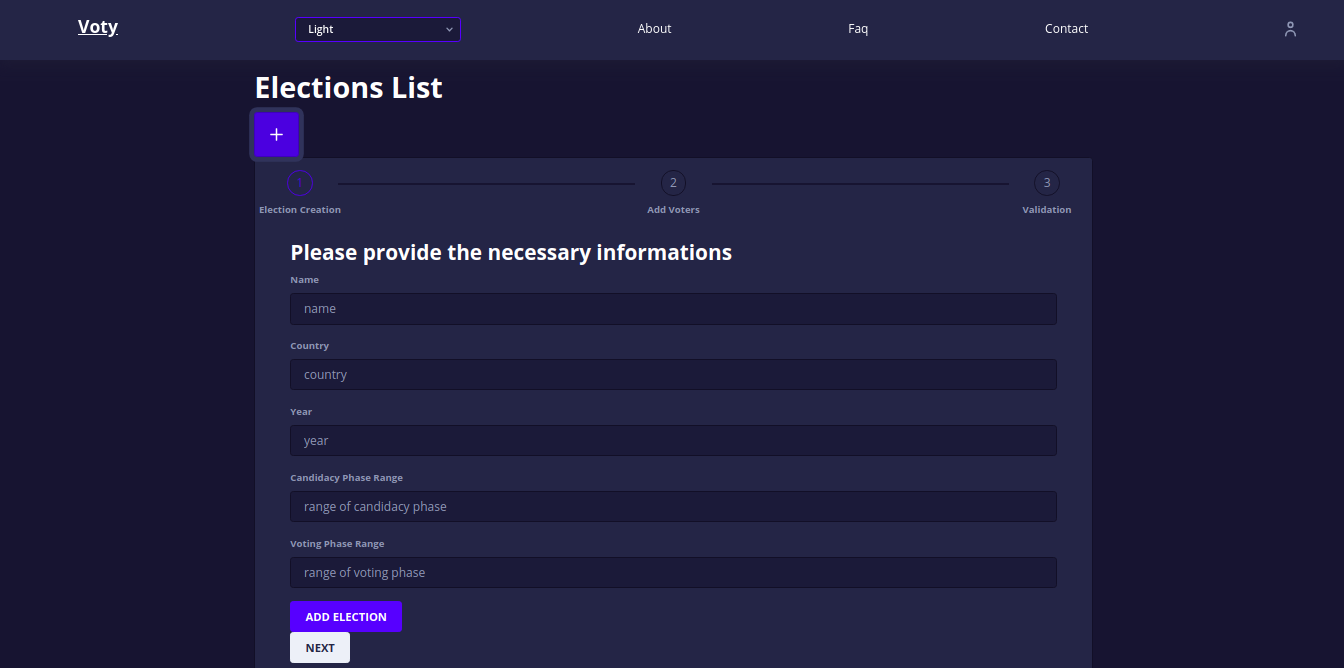 Voty
Light
About
Faq
Contact
Elections List
+
1
2
3
Election Creation
Add Voters
Validation
Please provide the necessary informations
Name
name
Country
country
Year
year
Candidacy Phase Range
range of candidacy phase
Voting Phase Range
range of voting phase
ADD ELECTION
NEXT